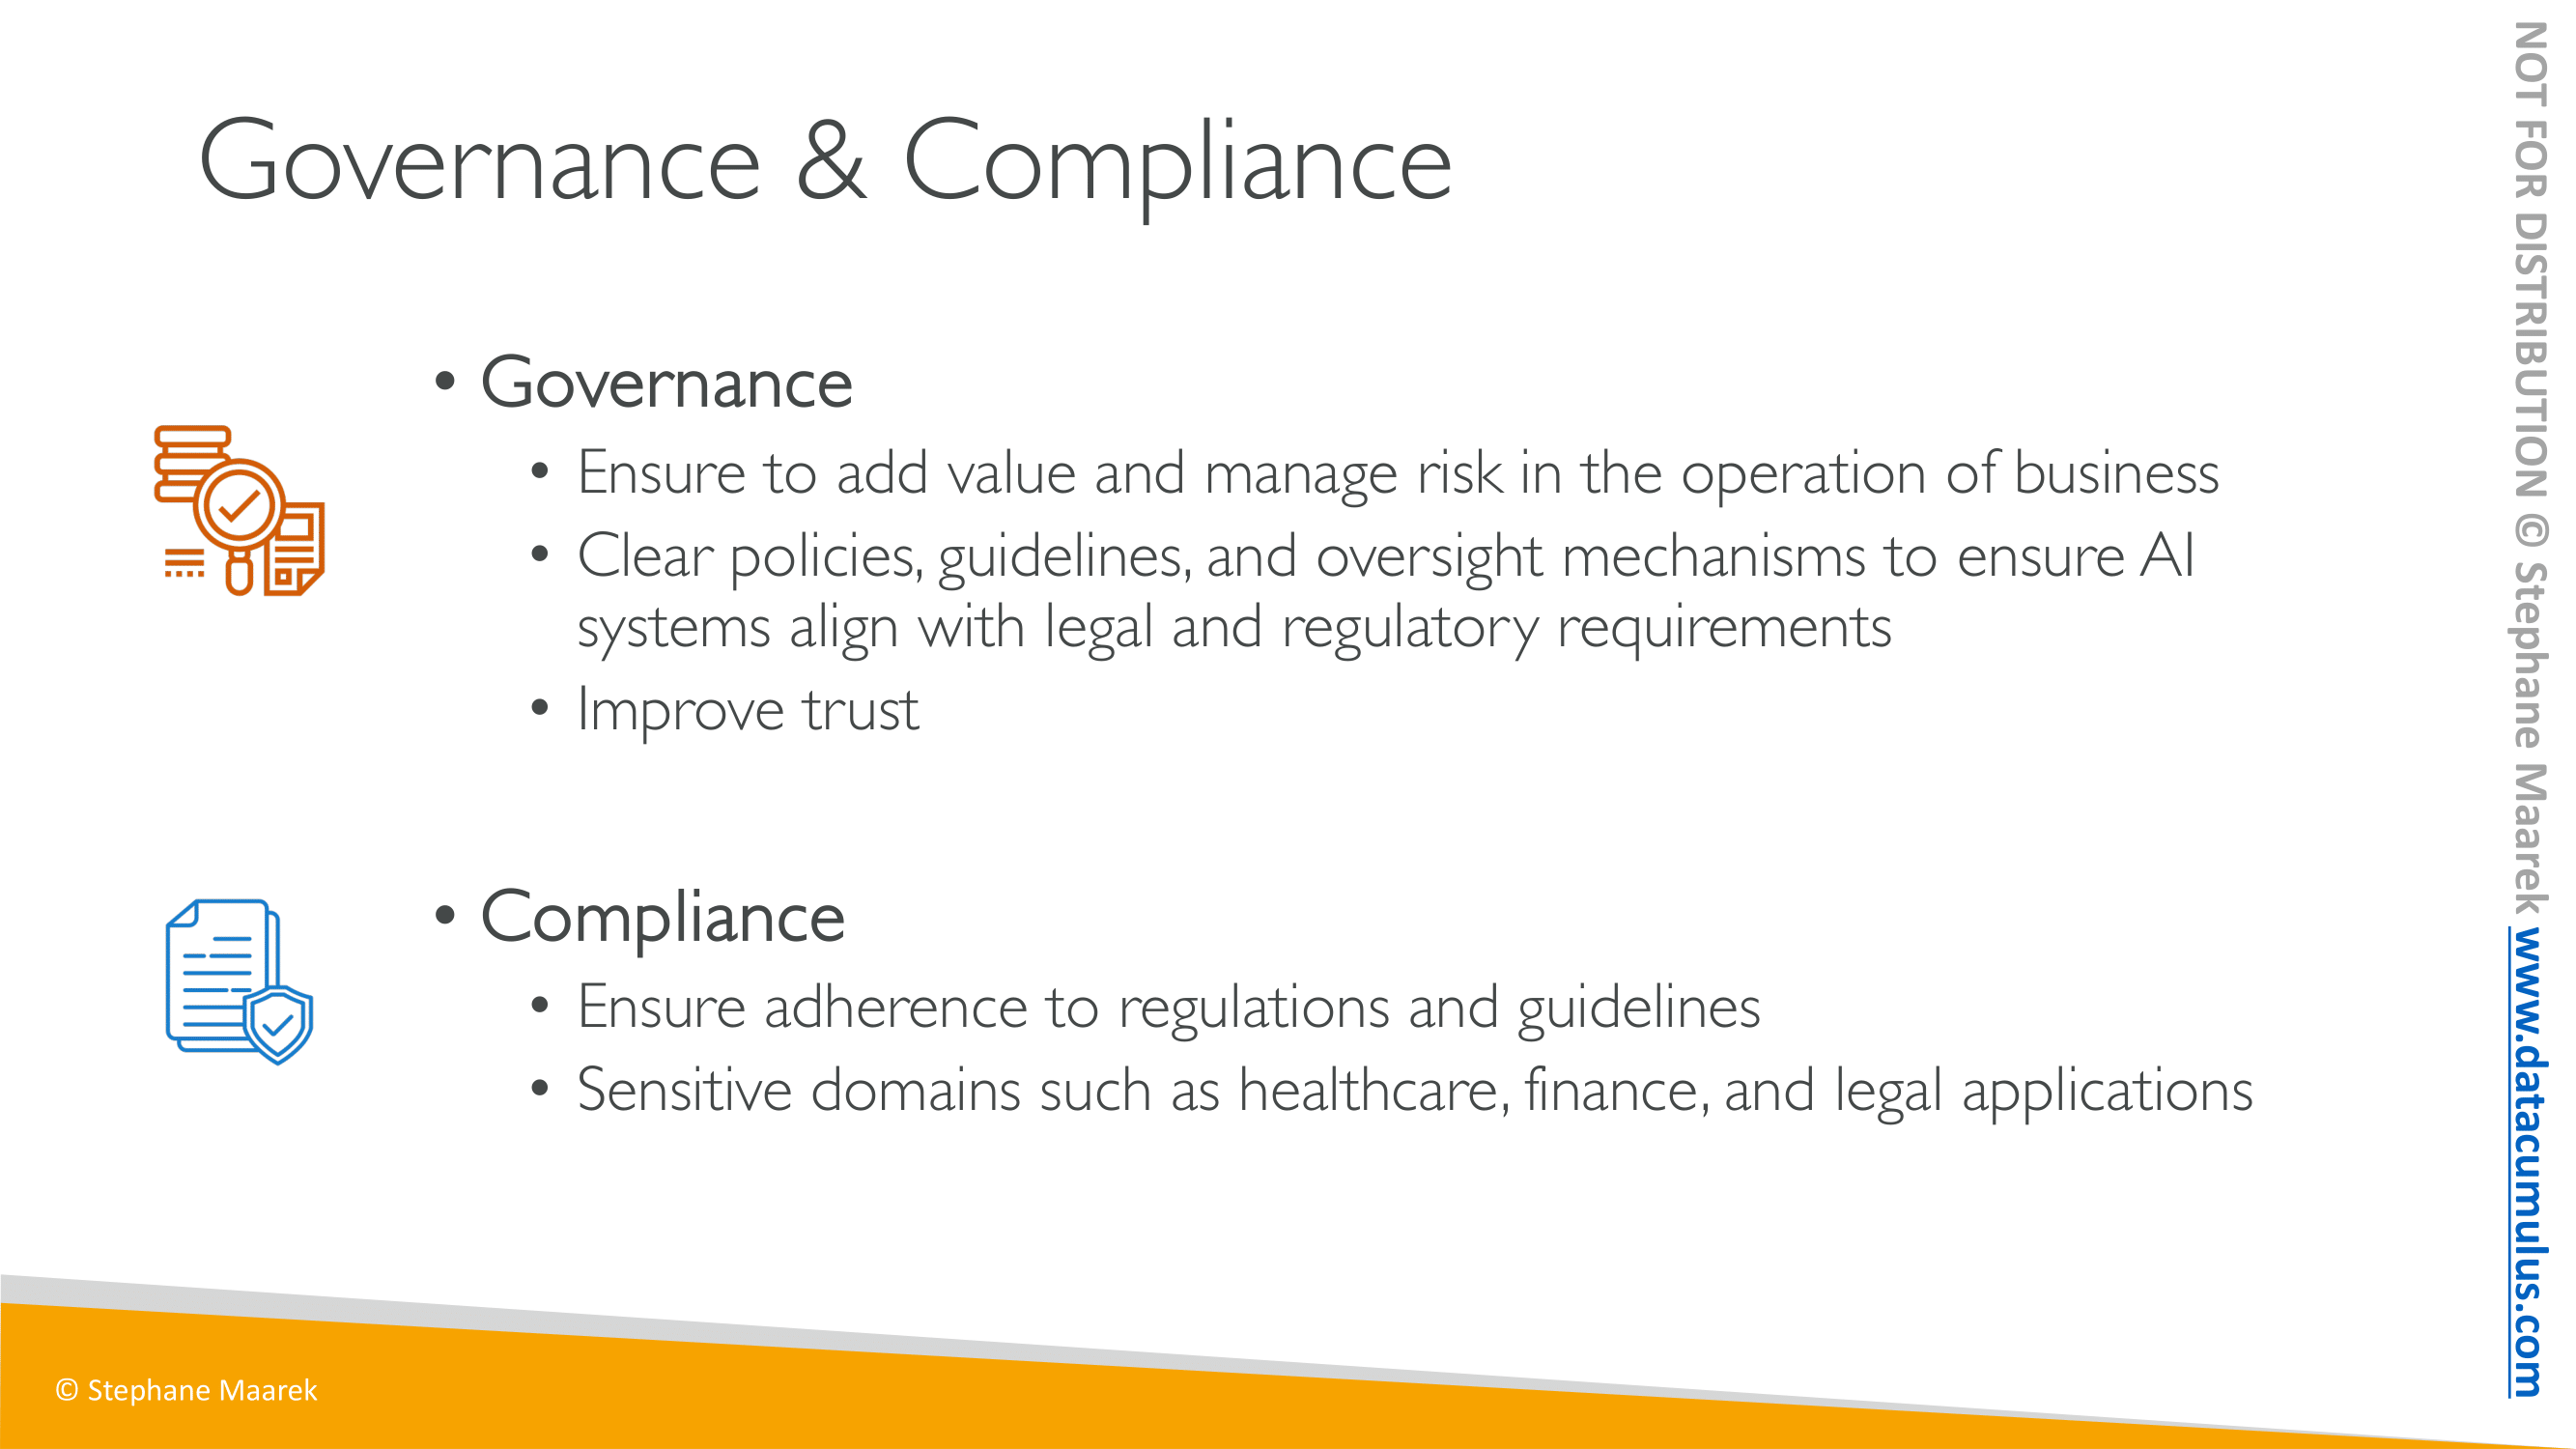 Governance & Compliance
• Governance
• Ensure to add value and manage risk in the operation of business
• Clear policies, guidelines, and oversight mechanisms to ensure AI
systems align with legal and regulatory requirements
• Improve trust
• Compliance
• Ensure adherence to regulations and guidelines
• Sensitive domains such as healthcare, finance, and legal applications
© Stephane Maarek
NOT FOR DISTRIBUTION © Stephane Maarek www.datacumulus.com